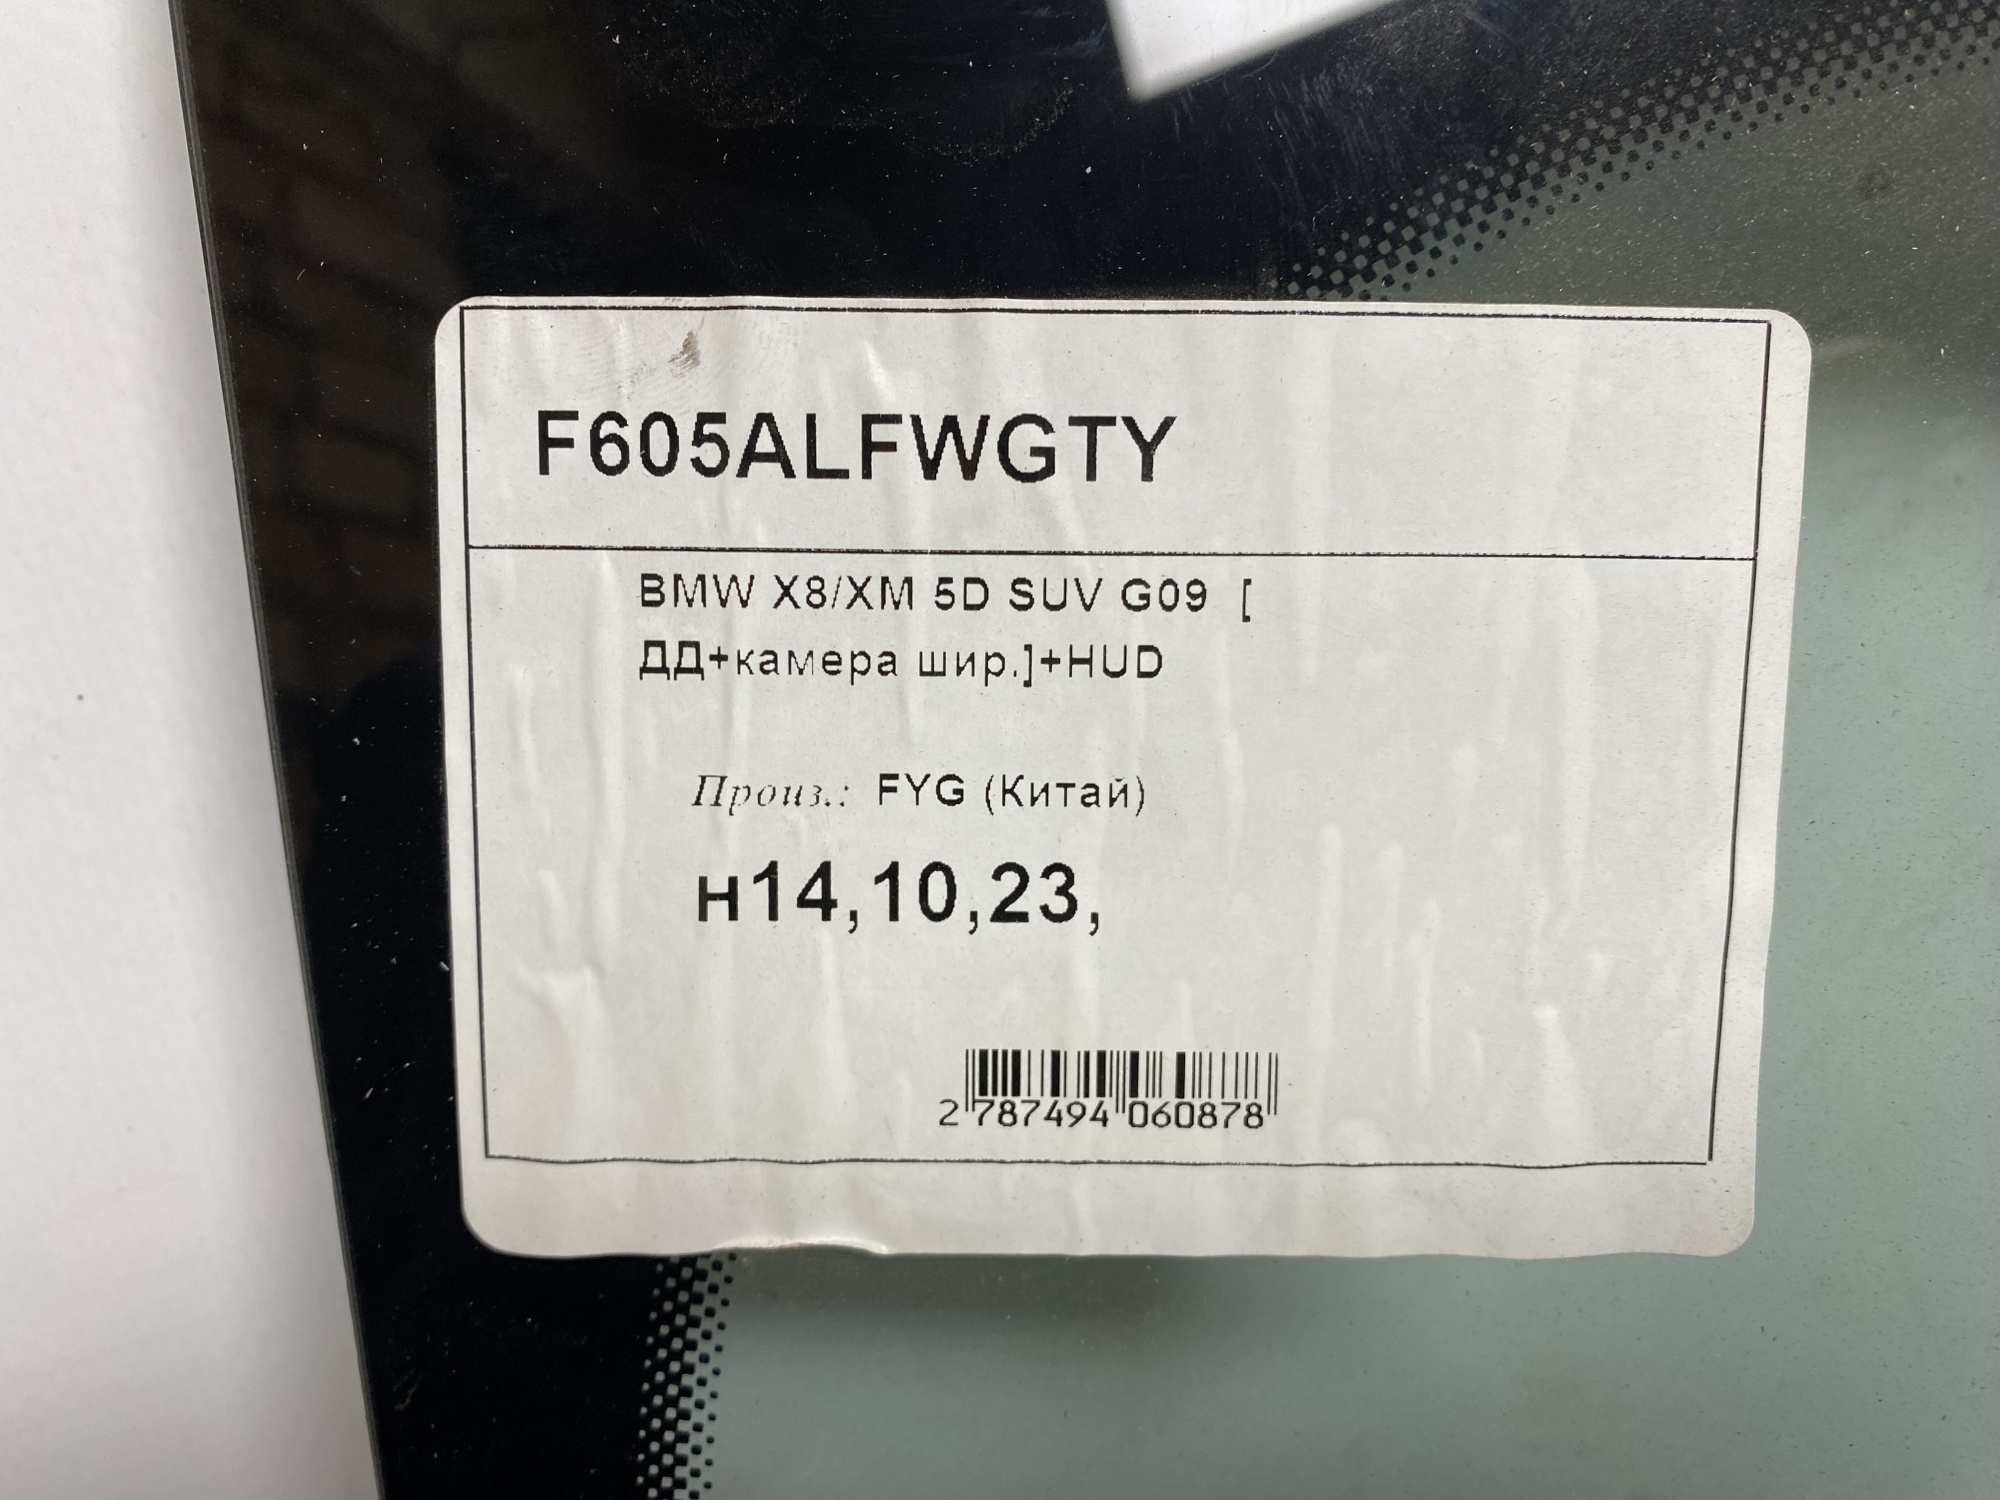 F605ALFWGTY
BMW X8/XM 5D SUV G09 [
ДД+камера шир.]+HUD
Произ.: FYG (Китай)
н14,10,23,
2 787494 060878